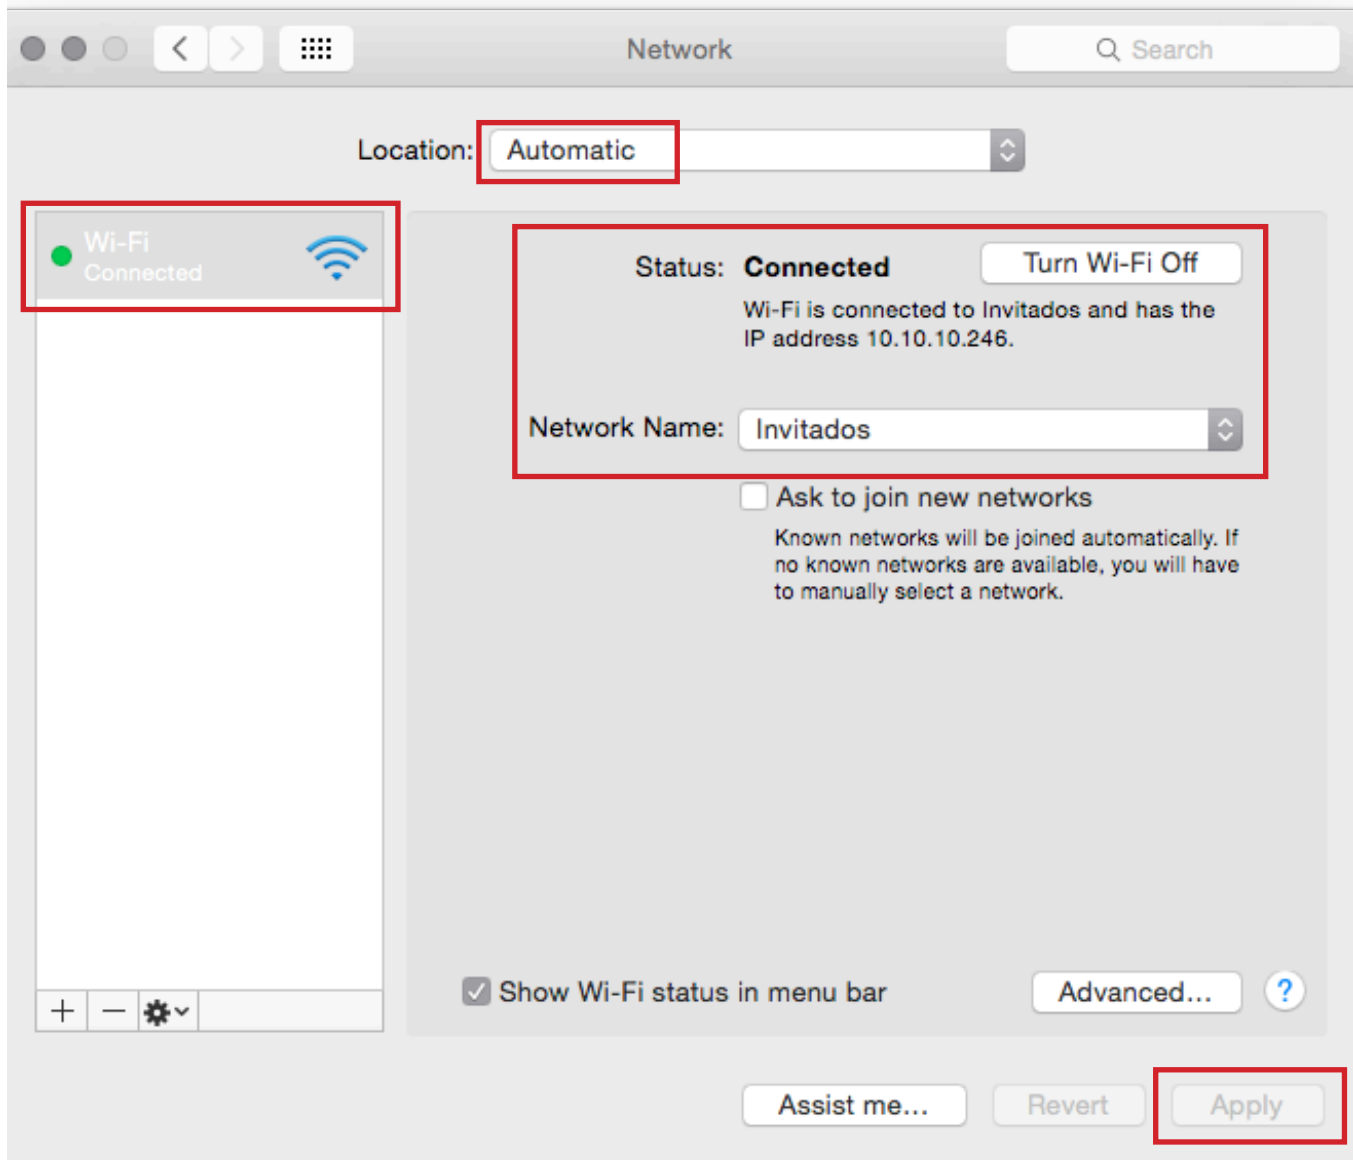 Network
Search
Location: Automatic
Wi-Fi
Connected
Status: Connected
Turn Wi-Fi Off
Wi-Fi is connected to Invitados and has the
IP address 10.10.10.246.
Network Name: Invitados
Ask to join new networks
Known networks will be joined automatically. If
no known networks are available, you will have
to manually select a network.
Show Wi-Fi status in menu bar
Advanced...
?
Assist me...
Revert
Apply